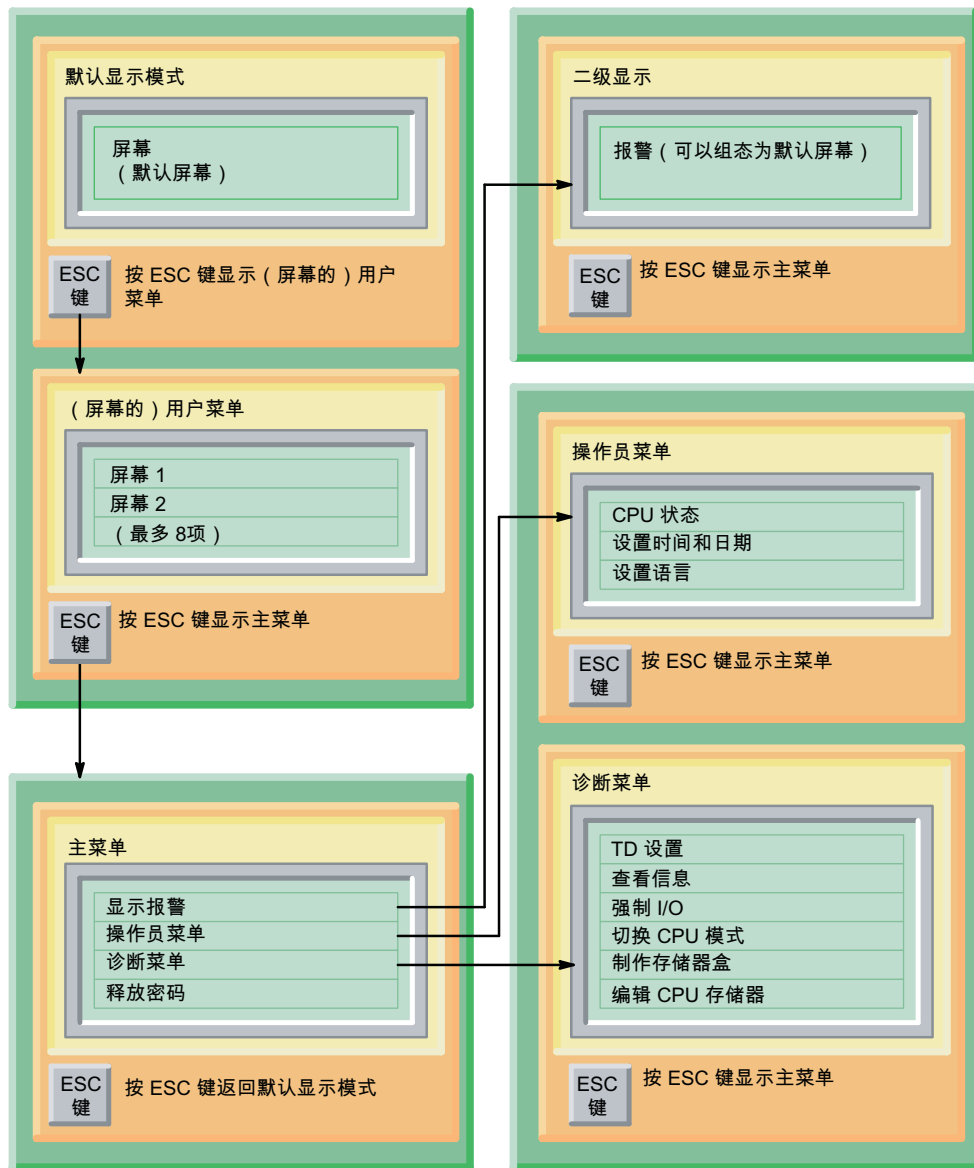 默认显示模式
屏幕
（默认屏幕）
ESC
键
按 ESC 键显示（屏幕的）用户
菜单
（屏幕的）用户菜单
屏幕 1
屏幕 2
（最多 8项）
ESC
键
按 ESC 键显示主菜单
主菜单
显示报警
操作员菜单
诊断菜单
释放密码
ESC
键
按 ESC 键返回默认显示模式
二级显示
报警（可以组态为默认屏幕）
ESC
键
按 ESC 键显示主菜单
操作员菜单
CPU 状态
设置时间和日期
设置语言
ESC
键
按 ESC 键显示主菜单
诊断菜单
TD 设置
查看信息
强制 I/O
切换 CPU 模式
制作存储器盒
编辑 CPU 存储器
ESC
键
按 ESC 键显示主菜单